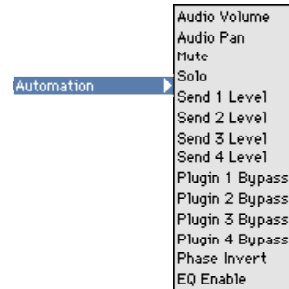 Audio Volume
Audio Pan
Mute
Solo
Automation
Send 1 Level
Send 2 Level
Send 3 Level
Send 4 Level
Plugin 1 Bypass
Plugin 2 Bypass
Plugin 3 Bypass
Plugin 4 Bypass
Phase Invert
EQ Enable